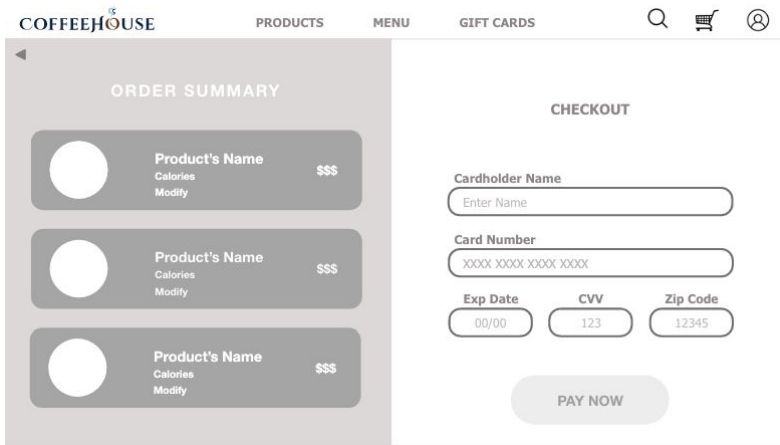 COFFEEHOUSE
PRODUCTS MENU GIFT CARDS
ORDER SUMMARY
Product's Name
Calories
Modify
$$$
Product's Name
Calories
Modify
$$$
Product's Name
Calories
Modify
$$$
CHECKOUT
Cardholder Name
Enter Name
Card Number
XXXX XXXX XXXX XXXX
Exp Date CVV Zip Code
00/00 123 12345
PAY NOW